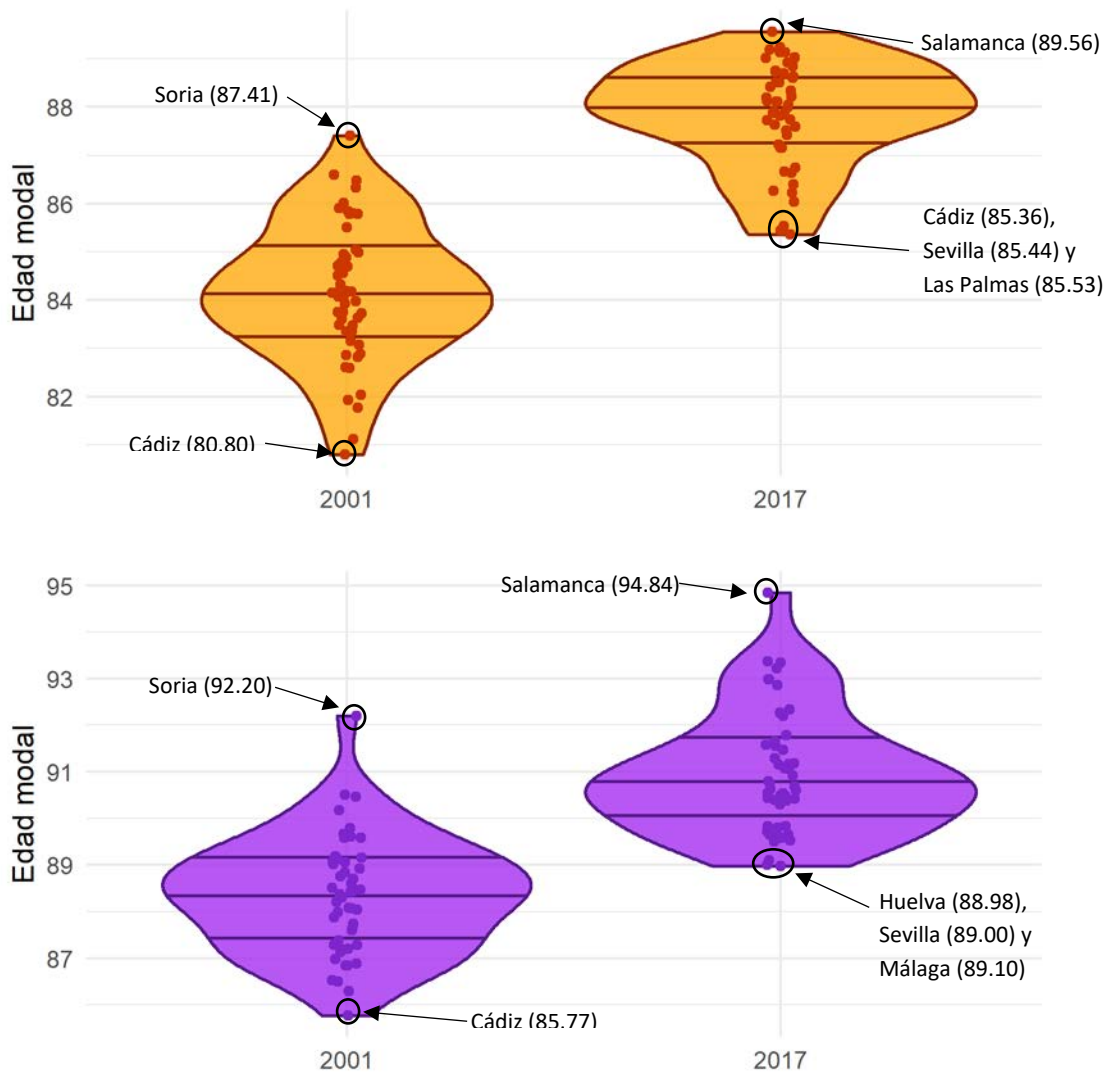 Salamanca (89.56)
Soria (87.41)
88
86
84
82
Edad modal
Cádiz (85.36),
Sevilla (85.44) y
Las Palmas (85.53)
Cádiz (80.80)
2001
2017
95
93
91
89
87
Edad modal
Salamanca (94.84)
Soria (92.20)
Huelva (88.98),
Sevilla (89.00) y
Málaga (89.10)
Cádiz (85.77)
2001
2017